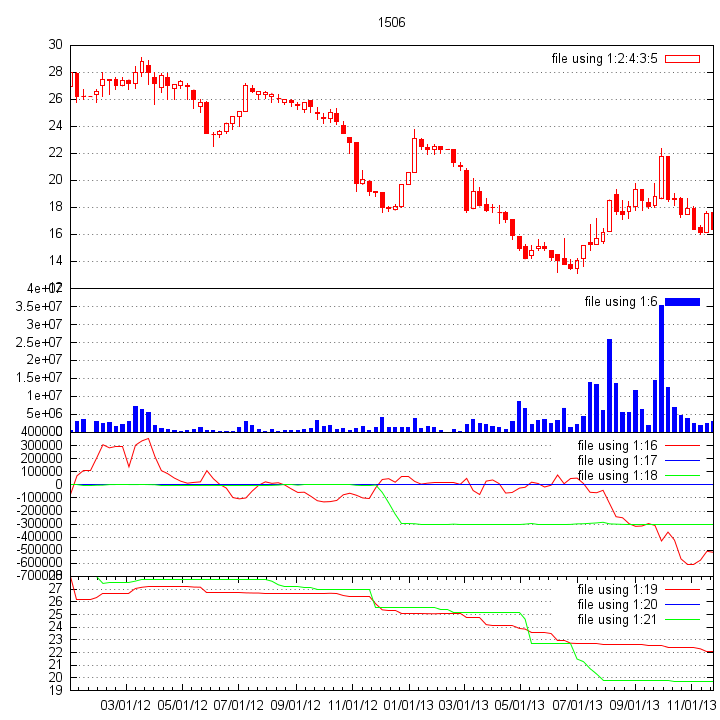 1506
30
file using 1:2:4:3:5
28
26
24
22
20
18
16
14
12
4e+07
file using 1:6
3.5e+07
3e+07
2.5e+07
2e+07
1.5e+07
1e+07
5e+06
400000
300000
file using 1:16
200000
file using 1:17
100000
file using 1:18
0
-100000
-200000
-300000
-400000
-500000
-600000
-700000
28
27
file using 1:19
26
file using 1:20
25
file using 1:21
24
23
22
21
20
19
03/01/12 05/01/12 07/01/12 09/01/12 11/01/12 01/01/13 03/01/13 05/01/13 07/01/13 09/01/13 11/01/13